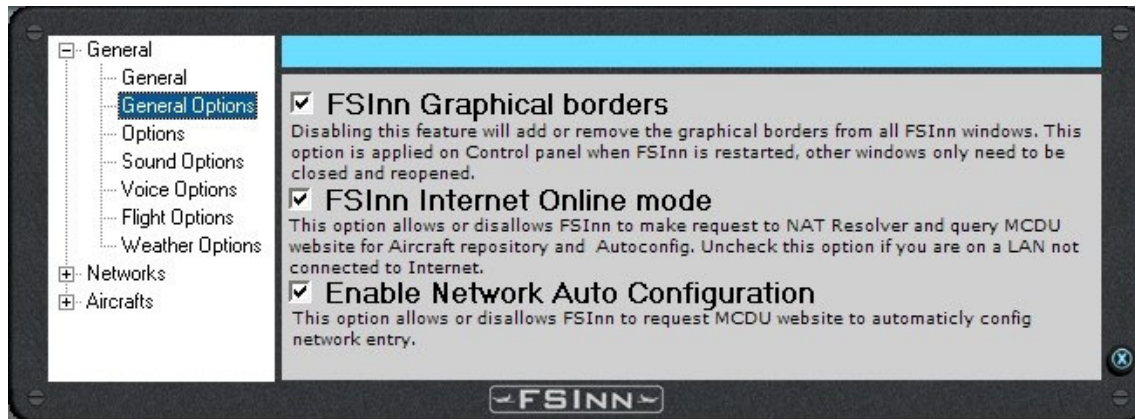 General
General
General Options
Options
Sound Options
Voice Options
Flight Options
Weather Options
Networks
Aircrafts
FSInn Graphical borders
Disabling this feature will add or remove the graphical borders from all FSInn windows. This
option is applied on Control panel when FSInn is restarted, other windows only need to be
closed and reopened.
FSInn Internet Online mode
This option allows or disallows FSInn to make request to NAT Resolver and query MCDU
website for Aircraft repository and  Autoconfig. Uncheck this option if you are on a LAN not
connected to Internet.
Enable Network Auto Configuration
This option allows or disallows FSInn to request MCDU website to automaticly config
network entry.
FSINN